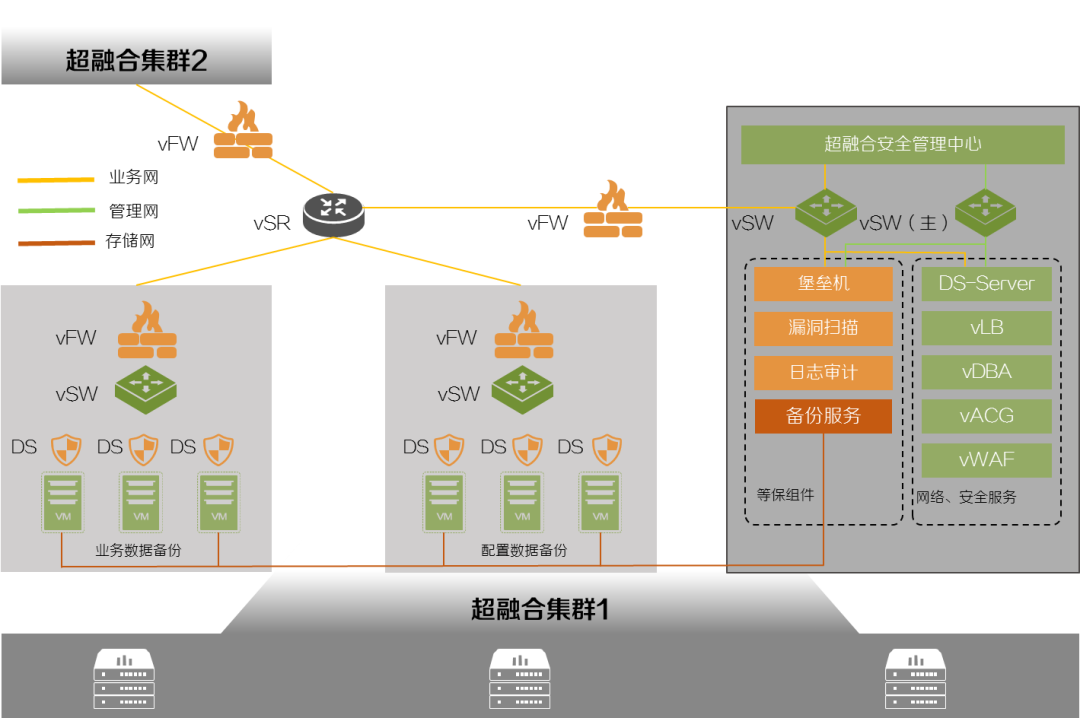 超融合集群2
vFW
业务网
管理网
存储网
vSR
vFW
超融合安全管理中心
vSW
vSW（主）
vFW
vSW
DS
DS
DS
VM
VM
VM
业务数据备份
vFW
vSW
DS
DS
DS
VM
VM
VM
配置数据备份
堡垒机
漏洞扫描
日志审计
备份服务
等保组件
DS-Server
vLB
vDBA
vACG
vWAF
网络、安全服务
超融合集群1